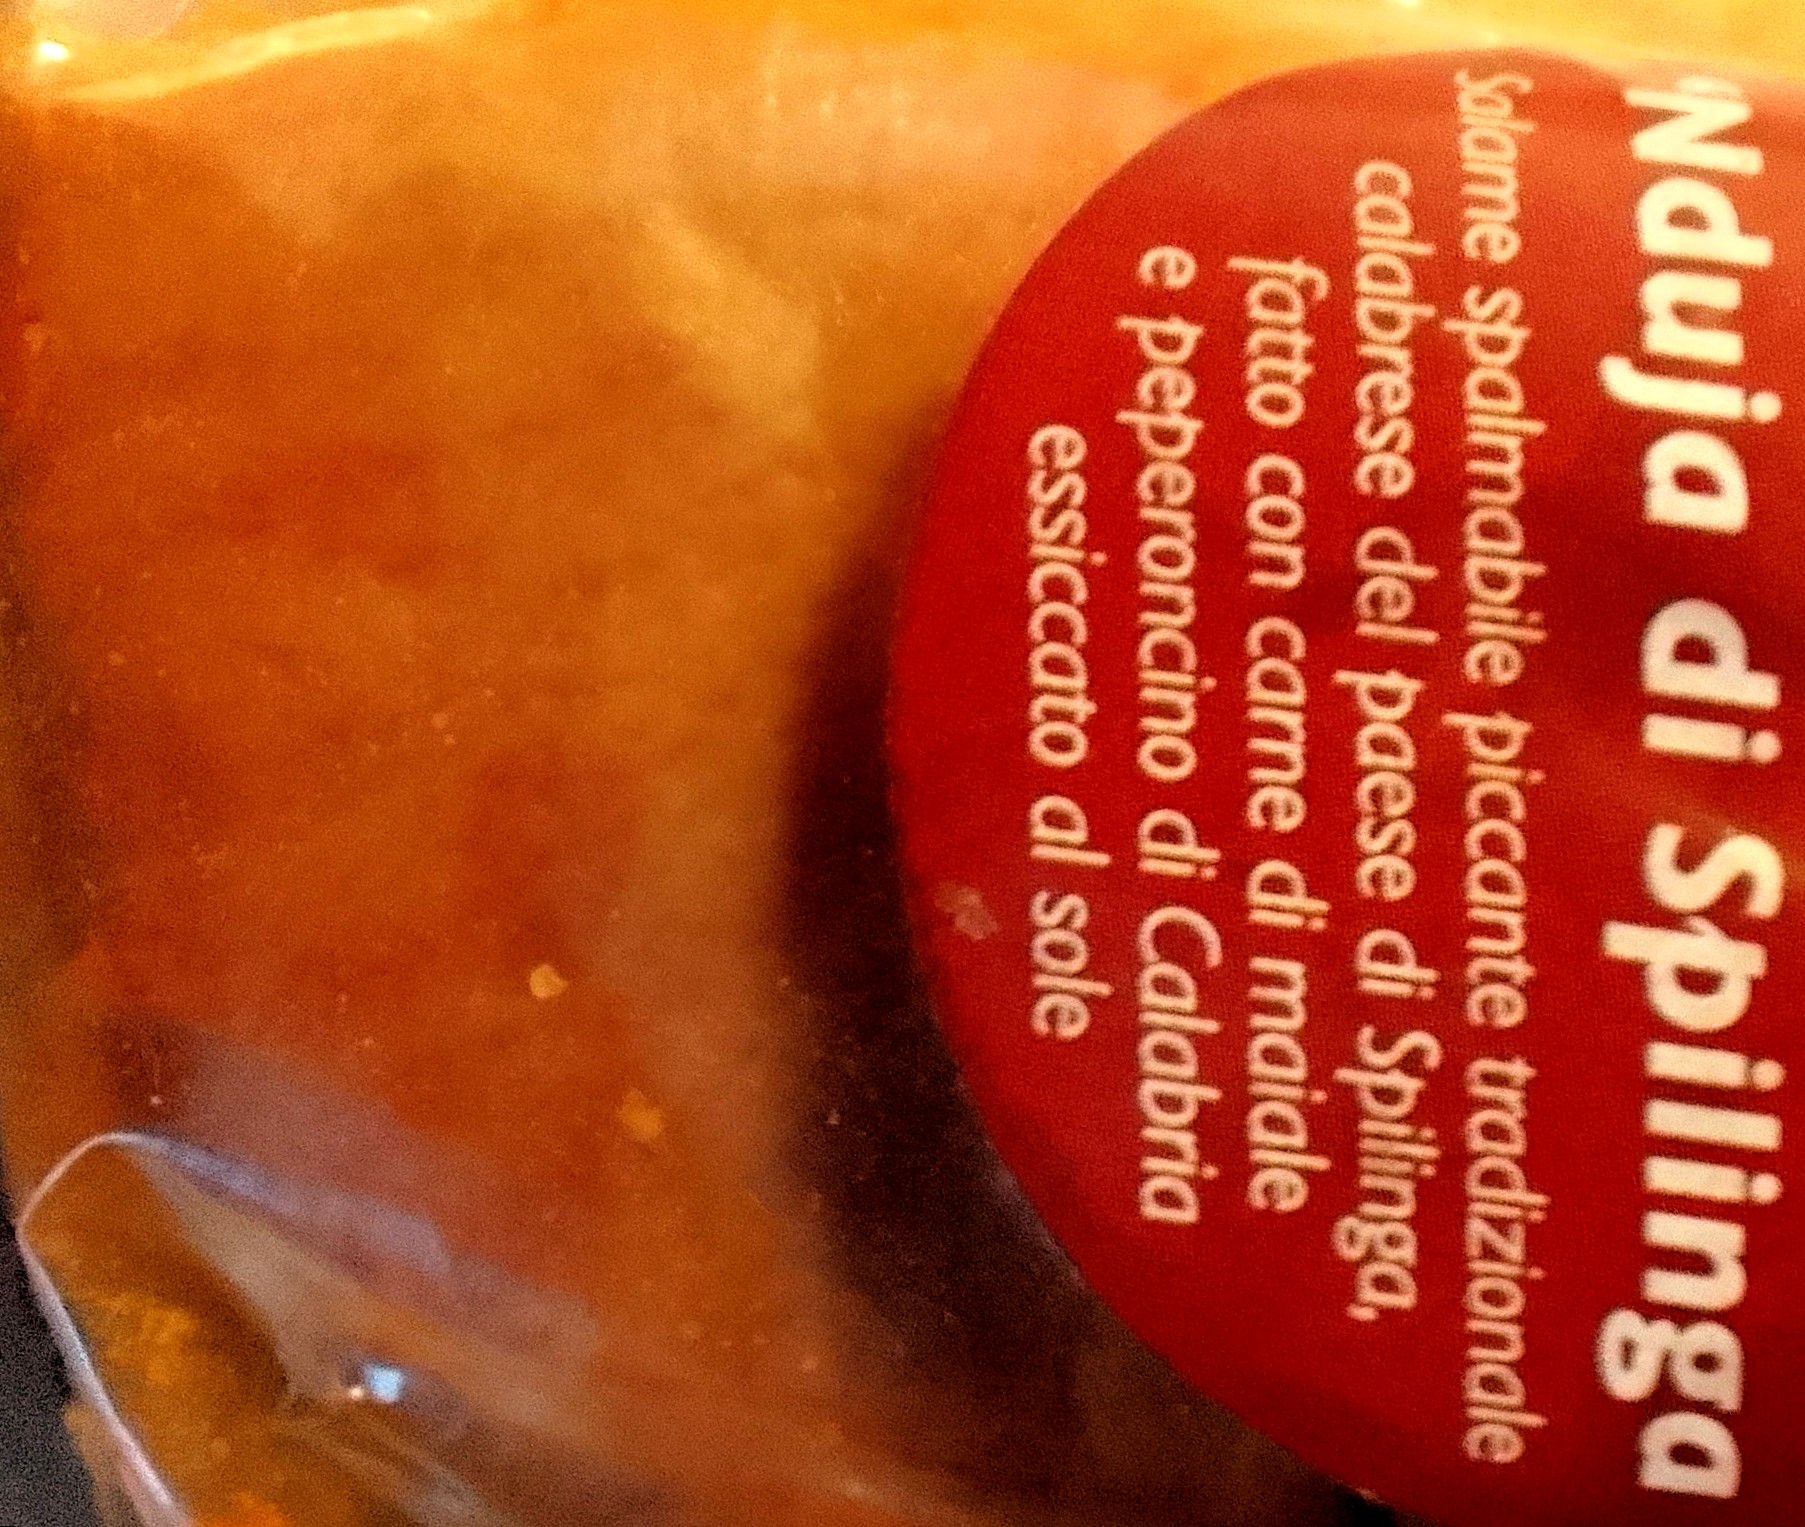 'Nduja di Spilinga
Salame spalmabile piccante tradizionale
calabrese del paese di Spilinga,
fatto con carne di maiale
e peperoncino di Calabria
essiccato al sole